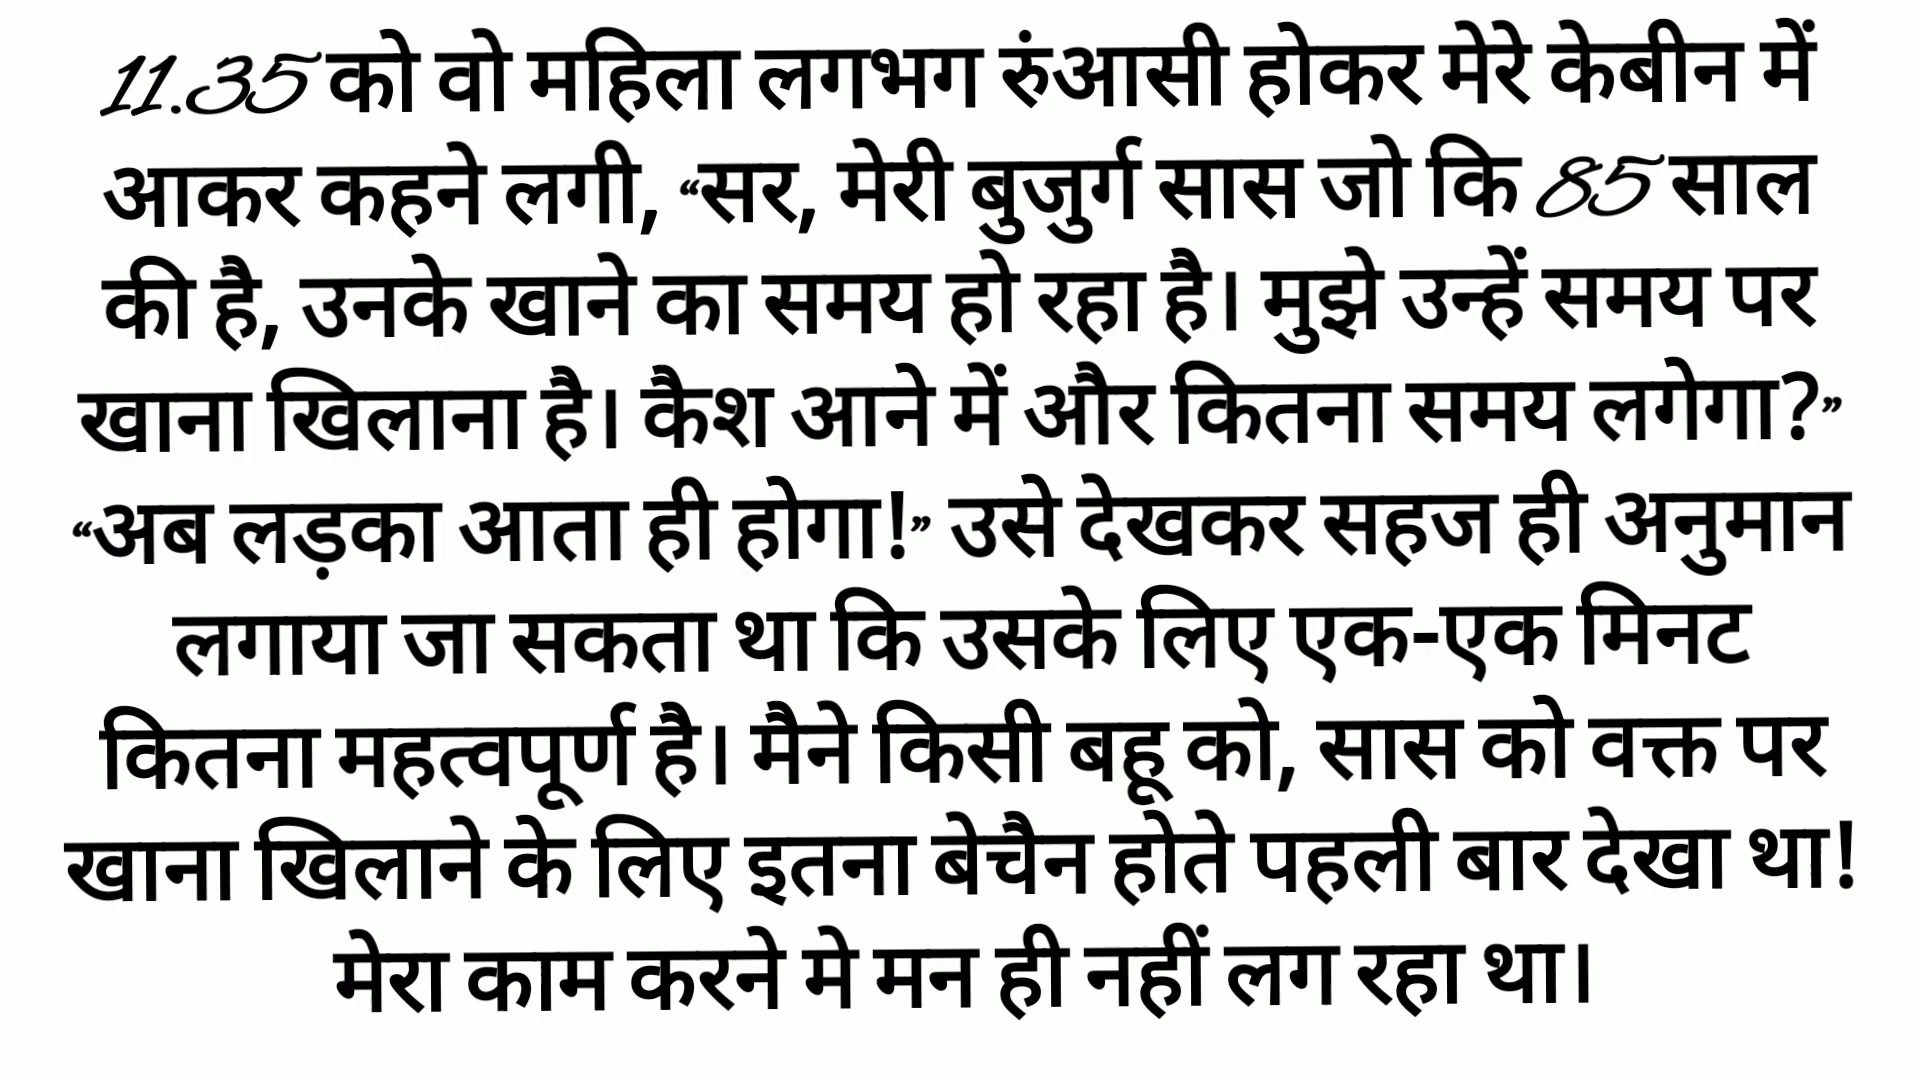 11.35 को वो महिला लगभग रुंआसी होकर मेरे केबीन में
आकर कहने लगी, “सर, मेरी बुजुर्ग सास जो कि 85 साल
की है, उनके खाने का समय हो रहा है। मुझे उन्हें समय पर
खाना खिलाना है। कैश आने में और कितना समय लगेगा?”
“अब लड़का आता ही होगा!” उसे देखकर सहज ही अनुमान
लगाया जा सकता था कि उसके लिए एक-एक मिनट
कितना महत्वपूर्ण है। मैने किसी बहू को, सास को वक्त पर
खाना खिलाने के लिए इतना बेचैन होते पहली बार देखा था!
मेरा काम करने मे मन ही नहीं लग रहा था।